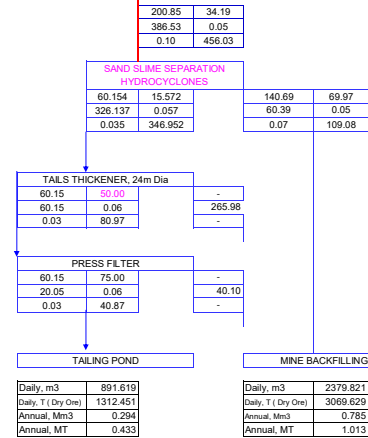 200.85 34.19
386.53 0.05
0.10 456.03
SAND SLIME SEPARATION
HYDROCYCLONES
60.154 15.572 140.69 69.97
326.137 0.057 60.39 0.05
0.035 346.952 0.07 109.08
TAILS THICKENER, 24m Dia
60.15 50.00 -
60.15 0.06 265.98
0.03 80.97 -
PRESS FILTER
60.15 75.00 -
20.05 0.06 40.10
0.03 40.87 -
TAILING POND MINE BACKFILLING
Daily, m3 891.619 Daily, m3 2379.821
Daily, T ( Dry Ore) 1312.451 Daily, T ( Dry Ore) 3069.629
Annual, Mm3 0.294 Annual, Mm3 0.785
Annual, MT 0.433 Annual, MT 1.013